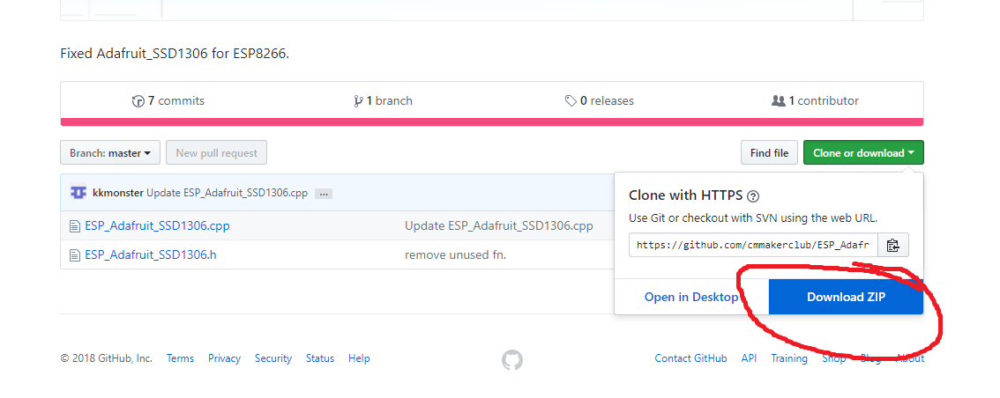 Fixed Adafruit_SSD1306 for ESP8266.
7 commits 1 branch 0 releases 1 contributor
Branch: master New pull request Find file Clone or download
kkmonster Update ESP_Adafruit_SSD1306.cpp ...
ESP_Adafruit_SSD1306.cpp Update ESP_Adafruit_SSD1306.cpp
ESP_Adafruit_SSD1306.h remove unused fn.
Clone with HTTPS ?
Use Git or checkout with SVN using the web URL.
https://github.com/cmmakerclub/ESP_Adafr
Open in Desktop Download ZIP
© 2018 GitHub, Inc. Terms Privacy Security Status Help Contact GitHub API Training Shop Blog About